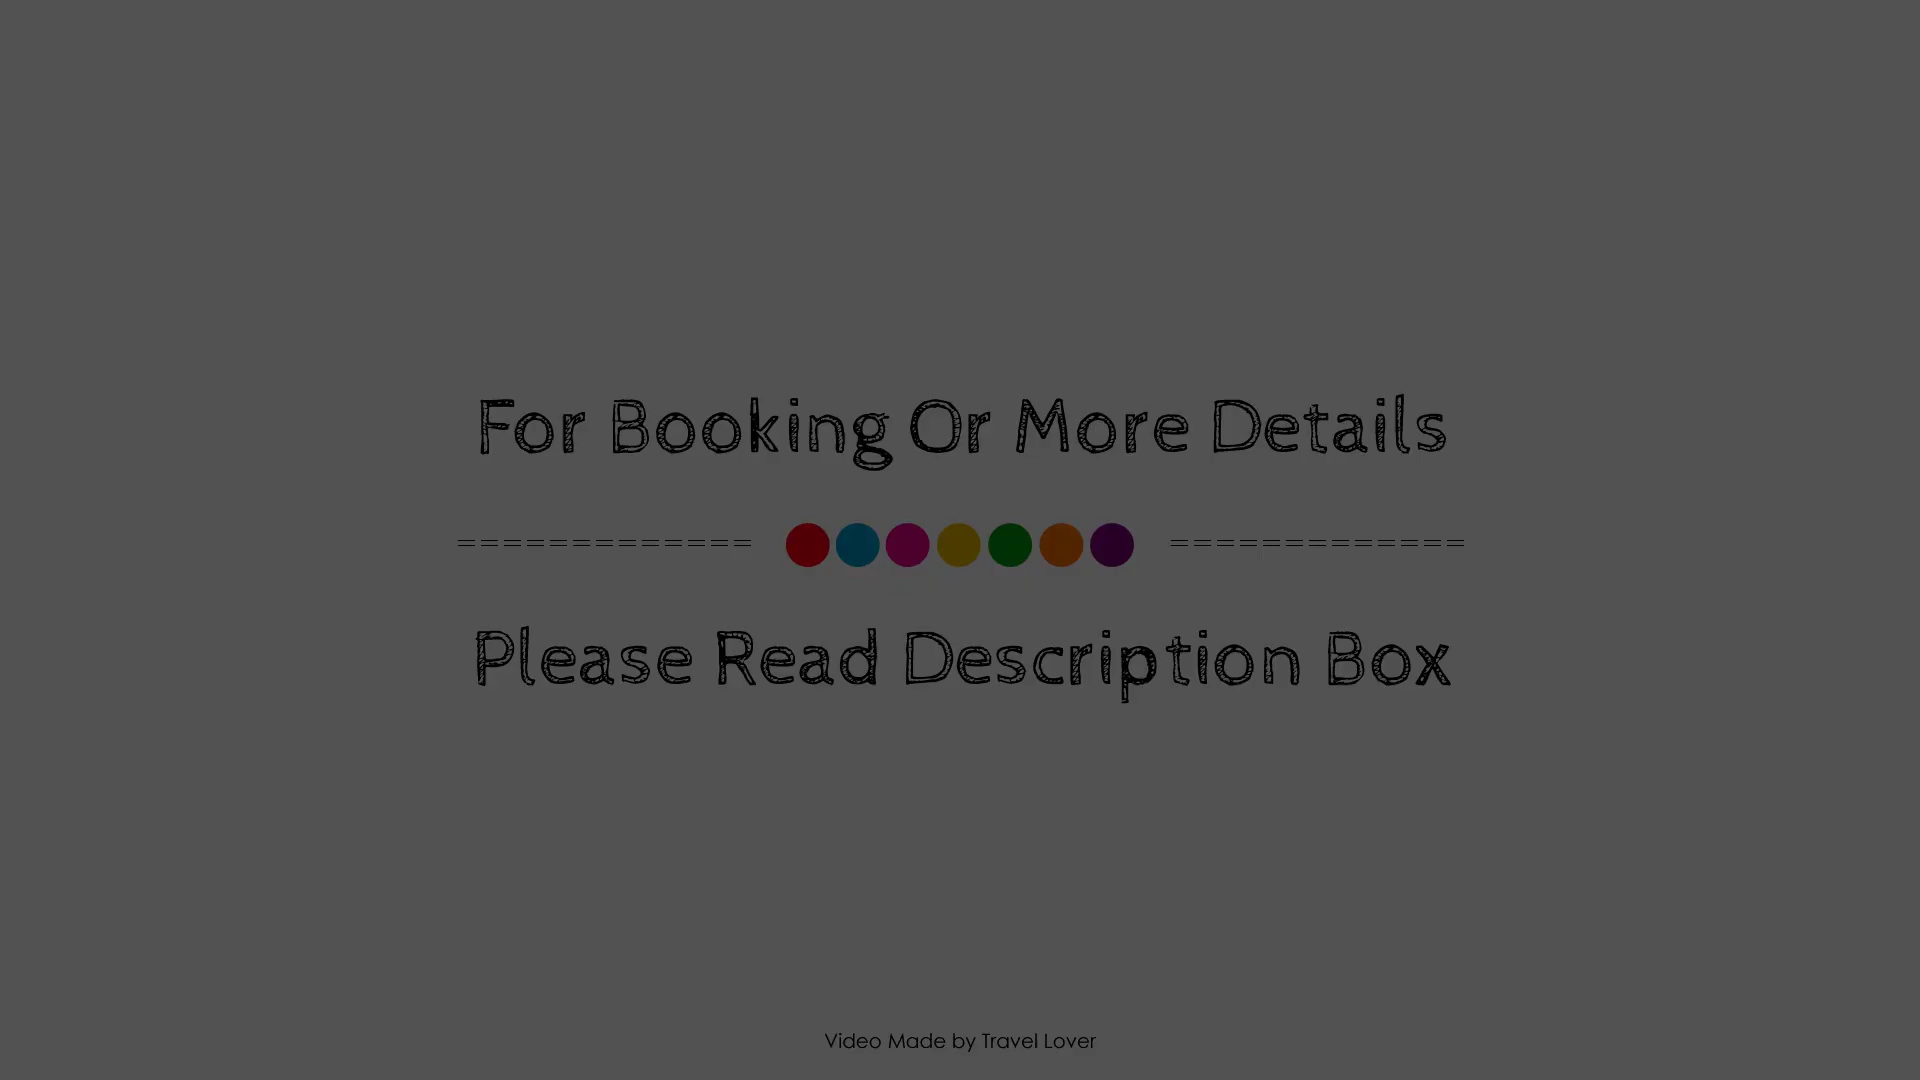 For Booking Or More Details
============= =============
Please Read Description Box
Video Made by Travel Lover